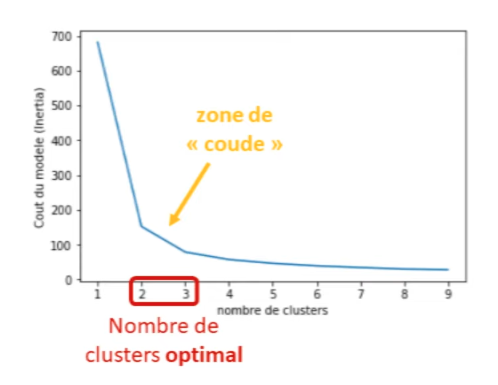 700
600
500
400
300
200
100
0
Cout du modele (Inertia)
zone de
« coude »
1 2 3 4 5 6 7 8 9
nombre de clusters
Nombre de
clusters optimal